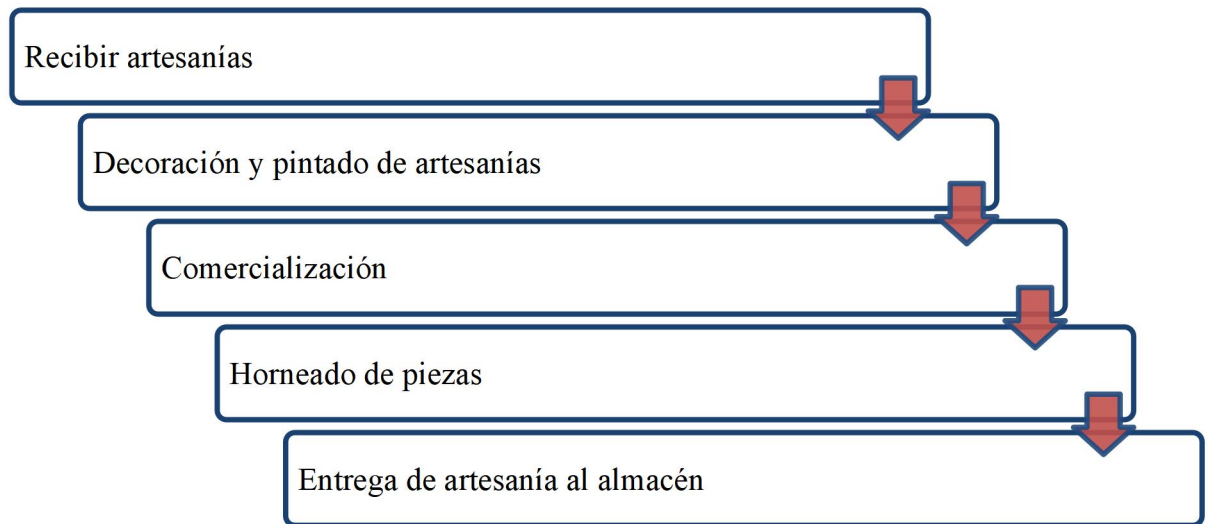 Recibir artesanías
Decoración y pintado de artesanías
Comercialización
Horneado de piezas
Entrega de artesanía al almacén